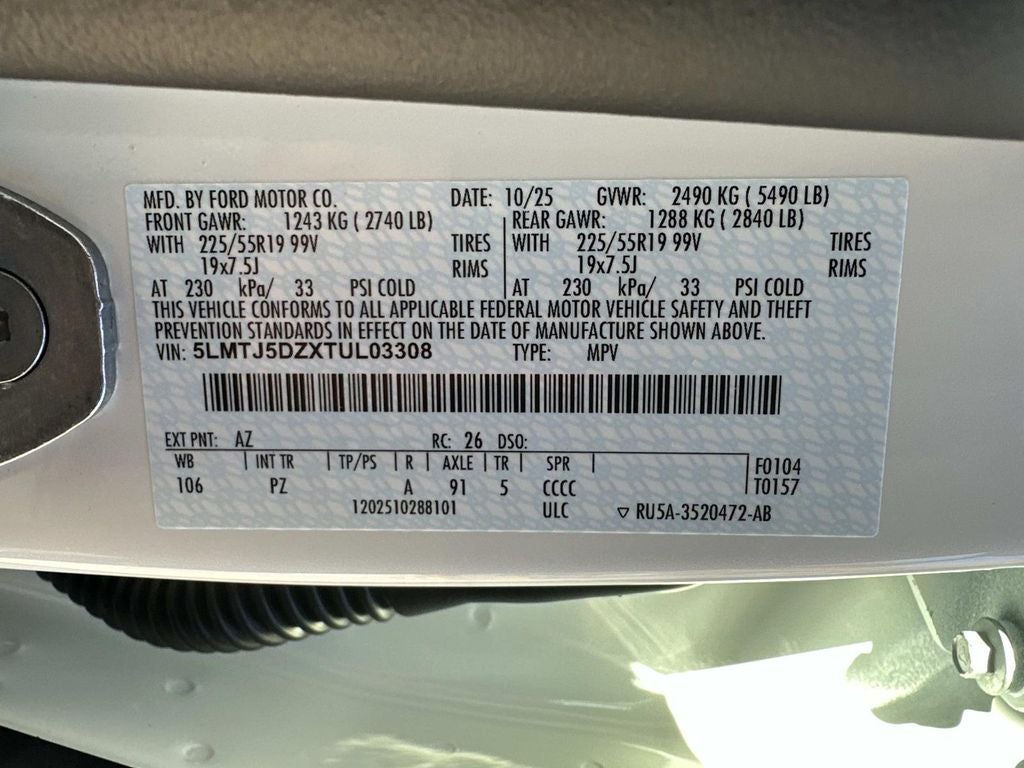 MFD. BY FORD MOTOR CO. DATE: 10/25 GVWR: 2490 KG ( 5490 LB)
FRONT GAWR: 1243 KG ( 2740 LB) REAR GAWR: 1288 KG ( 2840 LB)
WITH 225/55R19 99V TIRES WITH 225/55R19 99V TIRES
19x7.5J RIMS 19x7.5J RIMS
AT 230 kPa/ 33 PSI COLD AT 230 kPa/ 33 PSI COLD
THIS VEHICLE CONFORMS TO ALL APPLICABLE FEDERAL MOTOR VEHICLE SAFETY AND THEFT
PREVENTION STANDARDS IN EFFECT ON THE DATE OF MANUFACTURE SHOWN ABOVE.
VIN: 5LMTJ5DZXTUL03308 TYPE: MPV
EXT PNT: AZ RC: 26 DSO:
WB INT TR TP/PS R AXLE TR SPR F0104
106 PZ A 91 5 CCCC T0157
1202510288101 ULC ▽ RU5A-3520472-AB